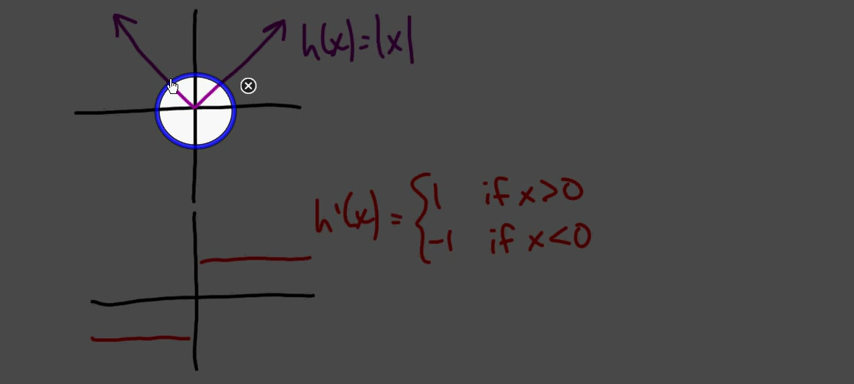 h(x)=|x|
h'(x) = { 1 if x>0
-1 if x<0